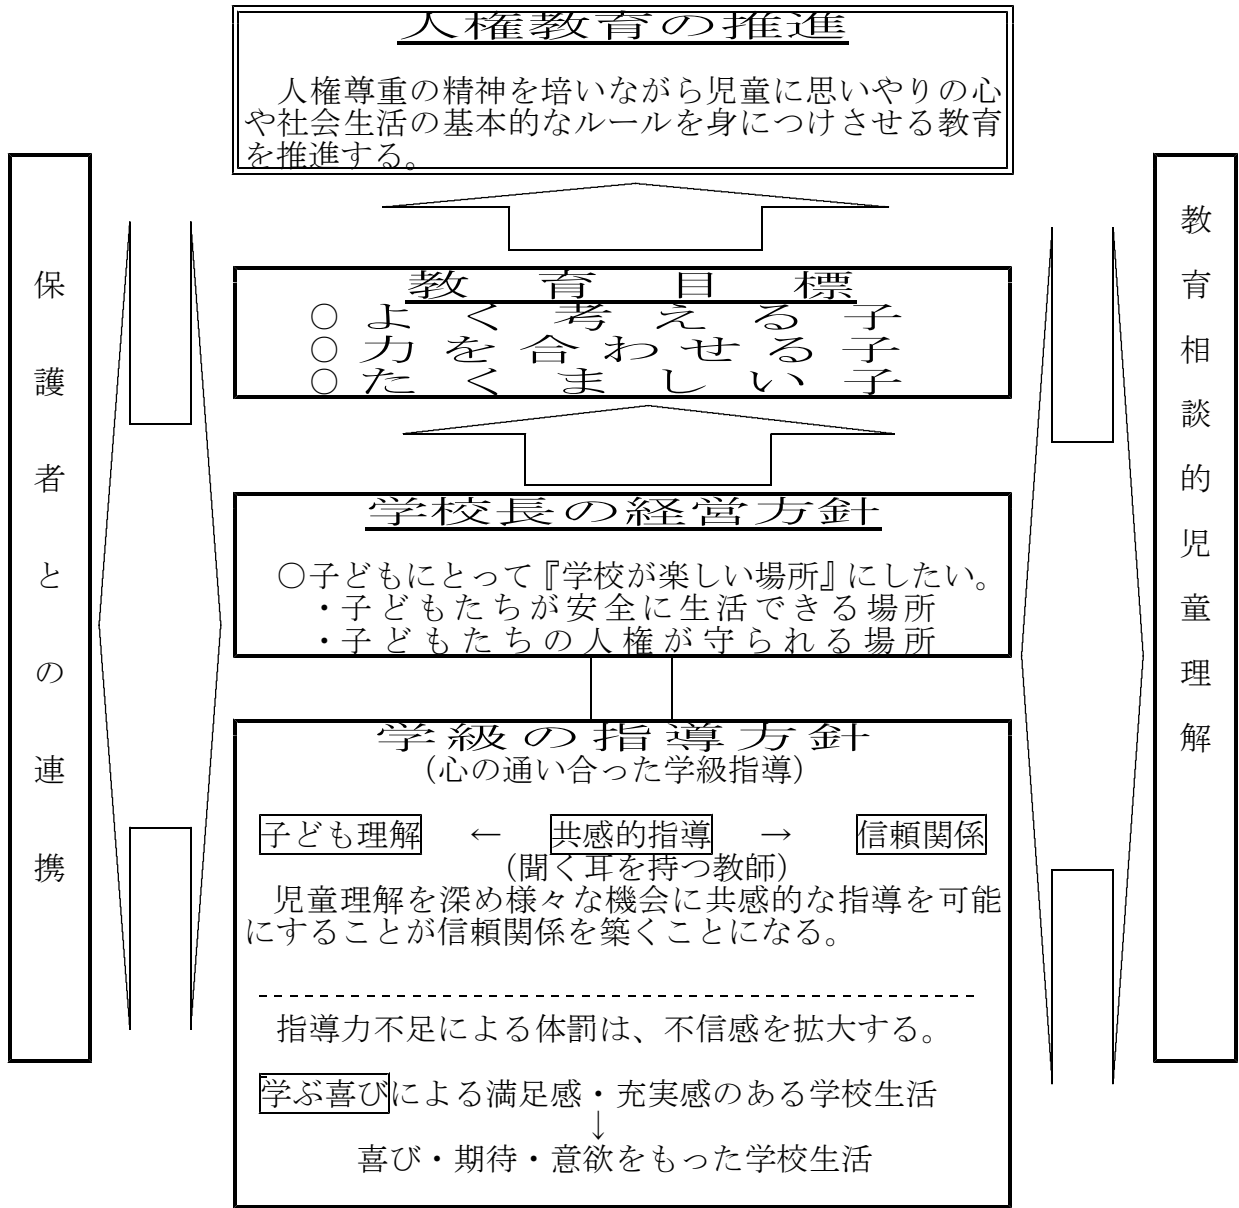 人権教育の推進
人権尊重の精神を培いながら児童に思いやりの心
や社会生活の基本的なルールを身につけさせる教育
を推進する。
保護者との連携
教育目標
○よく考える子
○力を合わせる子
○たくましい子
学校長の経営方針
○子どもにとって『学校が楽しい場所』にしたい。
・子どもたちが安全に生活できる場所
・子どもたちの人権が守られる場所
学級の指導方針
（心の通い合った学級指導）
子ども理解 ← 共感的指導 → 信頼関係
（聞く耳を持つ教師）
児童理解を深め様々な機会に共感的な指導を可能
にすることが信頼関係を築くことになる。
指導力不足による体罰は、不信感を拡大する。
学ぶ喜びによる満足感・充実感のある学校生活
↓
喜び・期待・意欲をもった学校生活
教育相談的児童理解